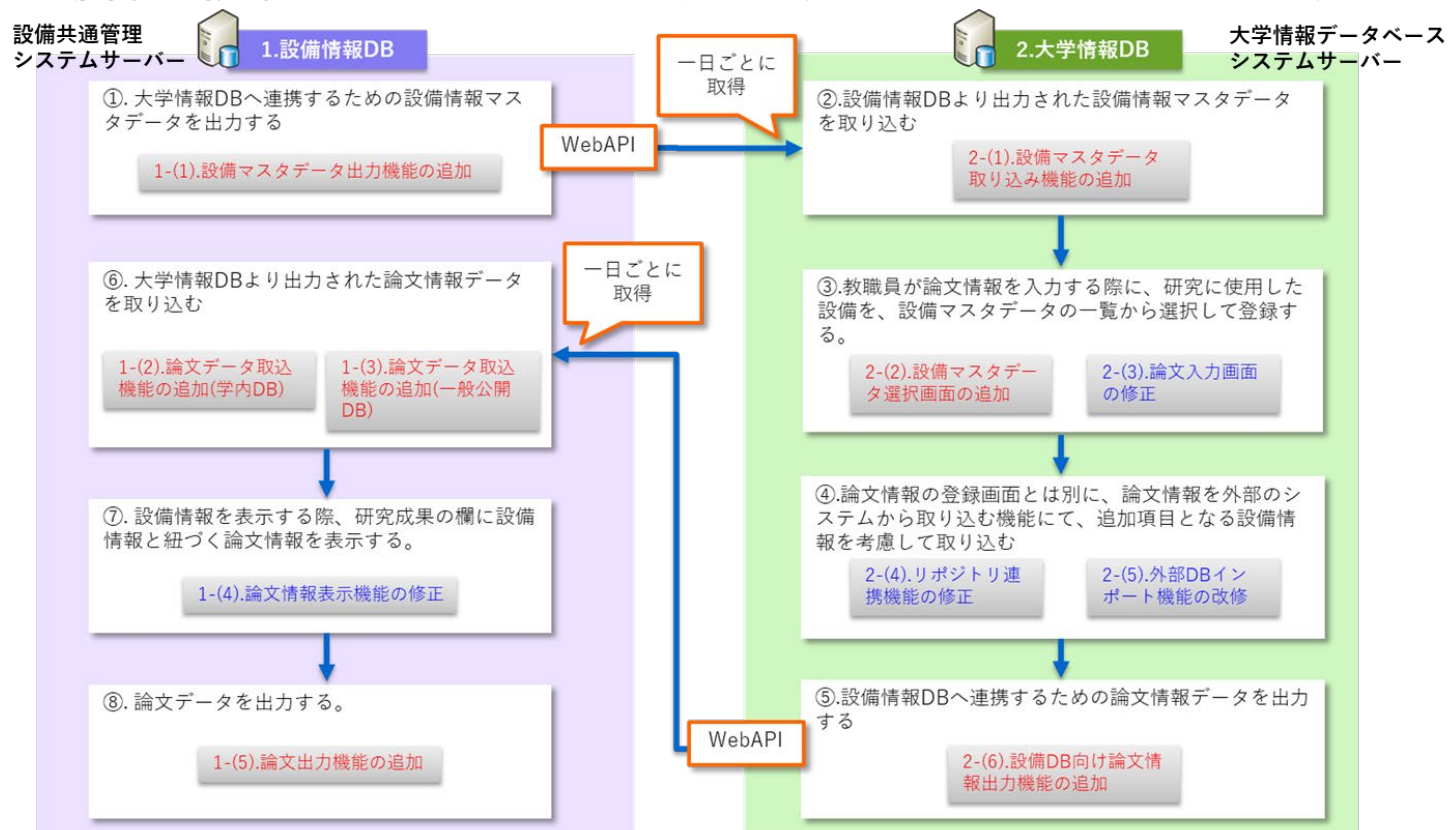 設備共通管理
システムサーバー
1.設備情報DB
①. 大学情報DBへ連携するための設備情報マス
タデータを出力する
1-(1).設備マスタデータ出力機能の追加
WebAPI
一日ごとに
取得
2.大学情報DB
大学情報データベース
システムサーバー
②.設備情報DBより出力された設備情報マスタデータ
を取り込む
2-(1).設備マスタデータ
取り込み機能の追加
③.教職員が論文情報を入力する際に、研究に使用した
設備を、設備マスタデータの一覧から選択して登録す
る。
2-(2).設備マスタデー
タ選択画面の追加
2-(3).論文入力画面
の修正
④.論文情報の登録画面とは別に、論文情報を外部のシ
ステムから取り込む機能にて、追加項目となる設備情
報を考慮して取り込む
2-(4).リポジトリ連
携機能の修正
2-(5).外部DBイン
ポート機能の改修
⑤.設備情報DBへ連携するための論文情報データを出力
する
2-(6).設備DB向け論文情
報出力機能の追加
WebAPI
一日ごとに
取得
⑥. 大学情報DBより出力された論文情報データ
を取り込む
1-(2).論文データ取込
機能の追加(学内DB)
1-(3).論文データ取込
機能の追加(一般公開
DB)
⑦. 設備情報を表示する際、研究成果の欄に設備
情報と紐づく論文情報を表示する。
1-(4).論文情報表示機能の修正
⑧. 論文データを出力する。
1-(5).論文出力機能の追加